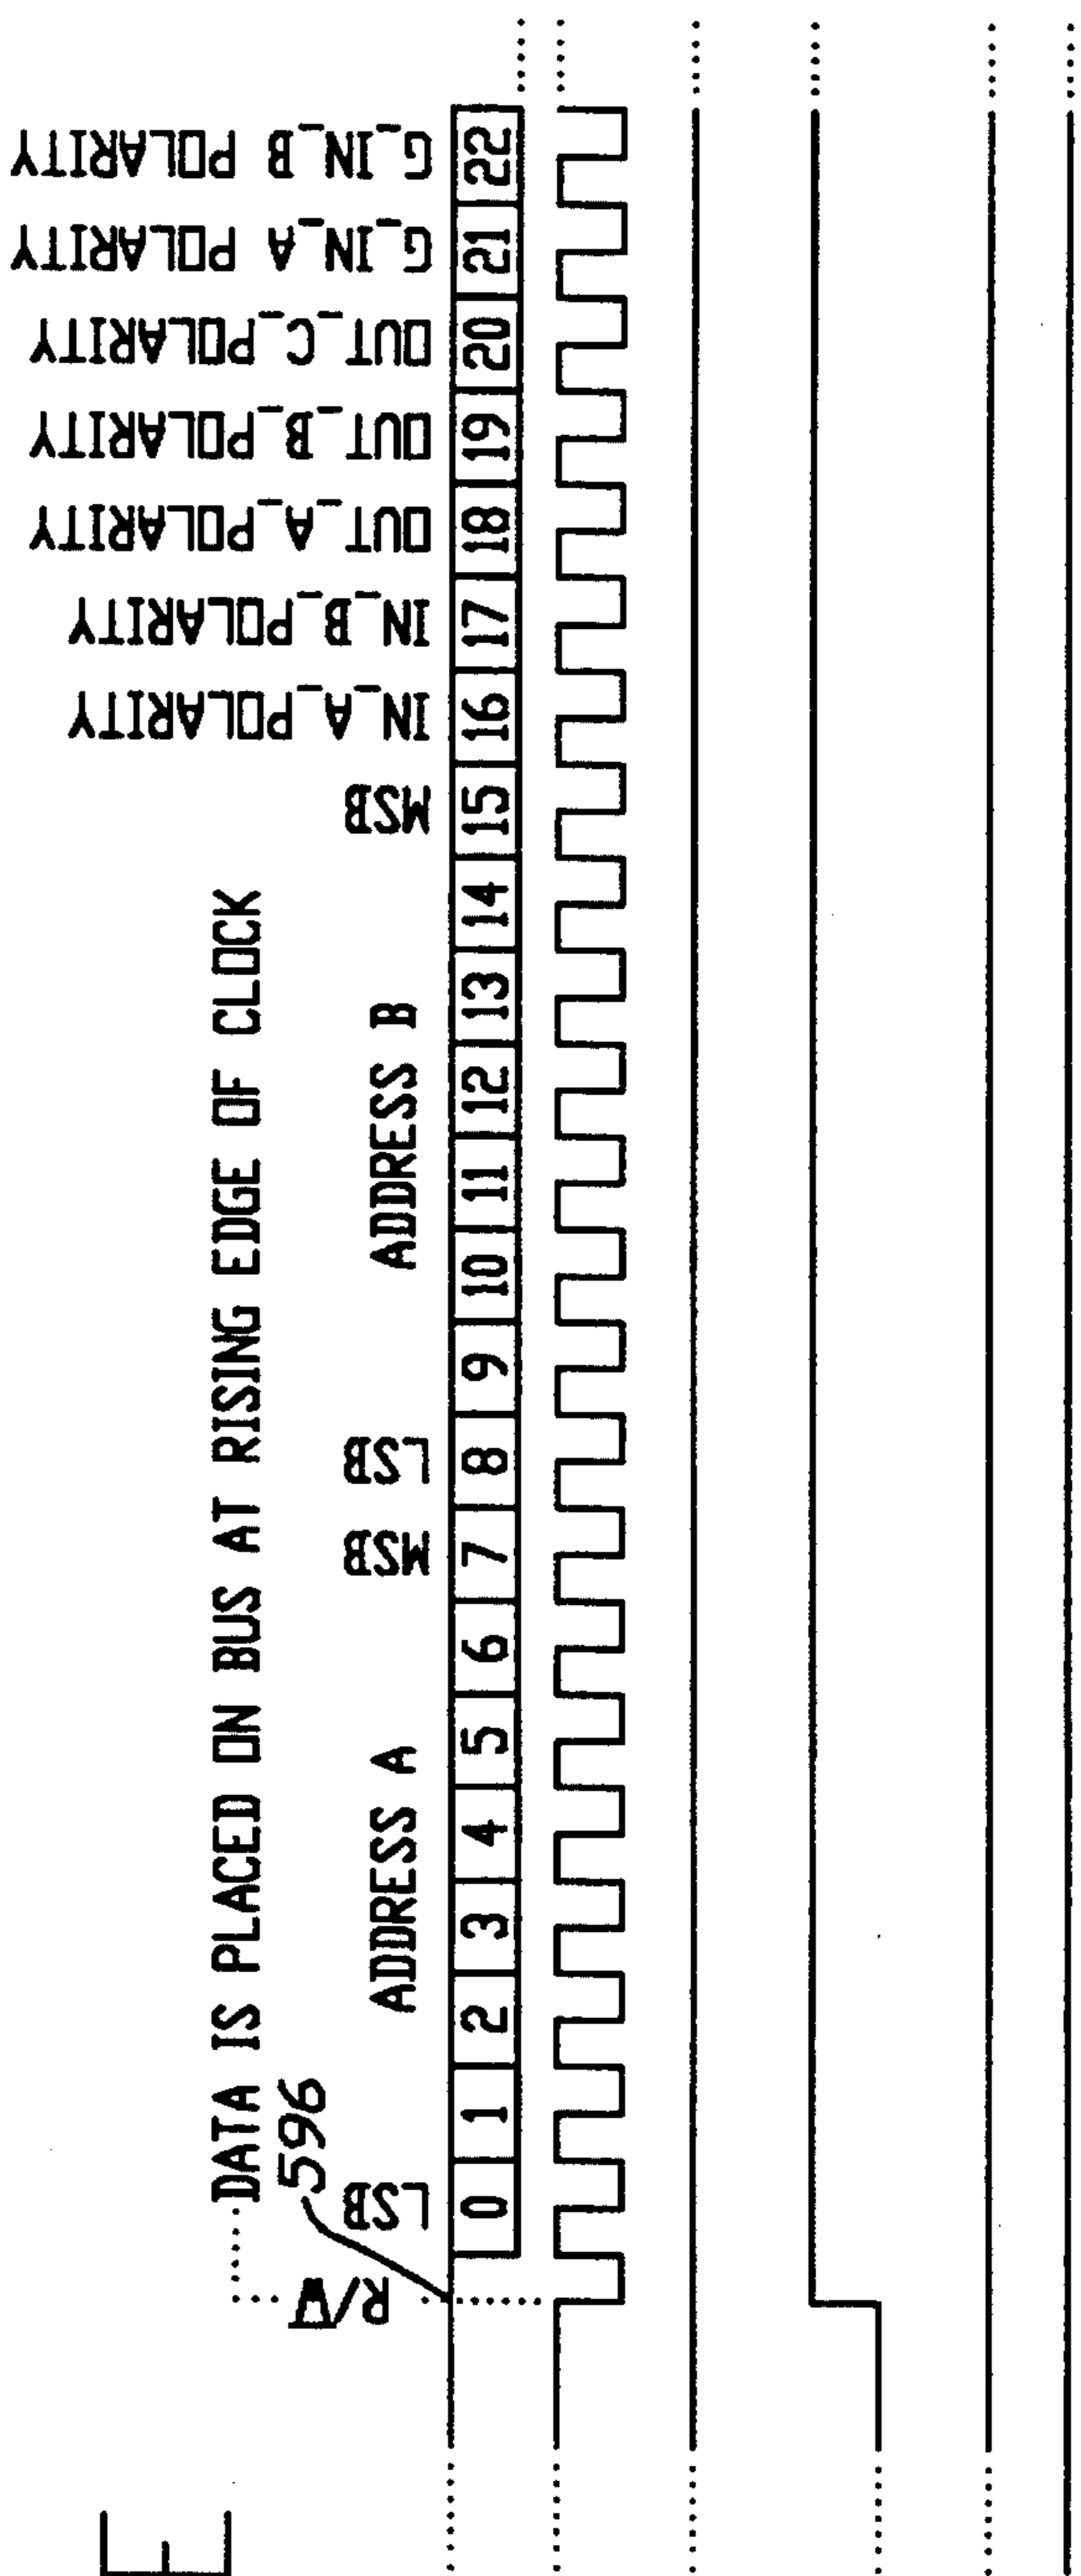 DATA IS PLACED ON BUS AT RISING EDGE OF CLOCK
596
R/W
LSB
ADDRESS A
MSB
LSB
ADDRESS B
MSB
IN_A_POLARITY
IN_B_POLARITY
OUT_A_POLARITY
OUT_B_POLARITY
OUT_C_POLARITY
G_IN_A POLARITY
G_IN_B POLARITY
0 1 2 3 4 5 6 7 8 9 10 11 12 13 14 15 16 17 18 19 20 21 22